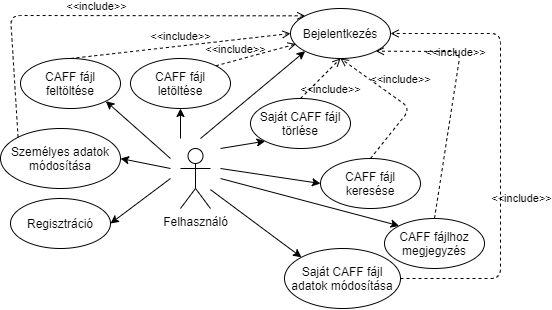 <<include>>
Bejelentkezés
<<include>>
<<include>>
<<include>>
CAFF fájl
feltöltése
CAFF fájl
letöltése
<<include>>
<<include>>
Saját CAFF fájl
törlése
Személyes adatok
módosítása
CAFF fájl
keresése
<<include>>
Regisztráció
Felhasználó
CAFF fájlhoz
megjegyzés
Saját CAFF fájl
adatok módosítása